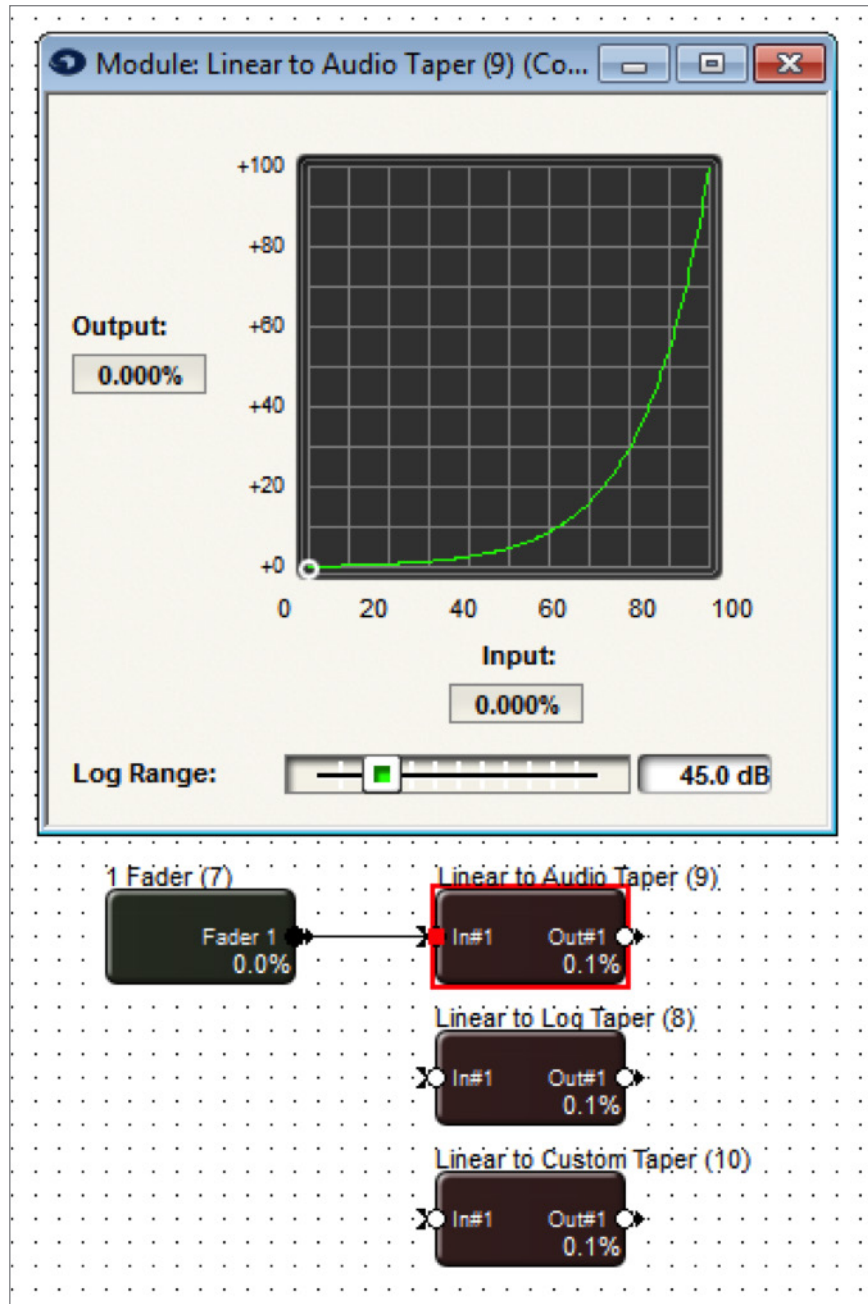 Module: Linear to Audio Taper (9) (Co...
+100
+80
+60
+40
+20
+0
Output:
0.000%
0 20 40 60 80 100
Input:
0.000%
Log Range: 45.0 dB
1 Fader (7)
Fader 1
0.0%
Linear to Audio Taper (9)
In#1 Out#1
0.1%
Linear to Log Taper (8)
In#1 Out#1
0.1%
Linear to Custom Taper (10)
In#1 Out#1
0.1%